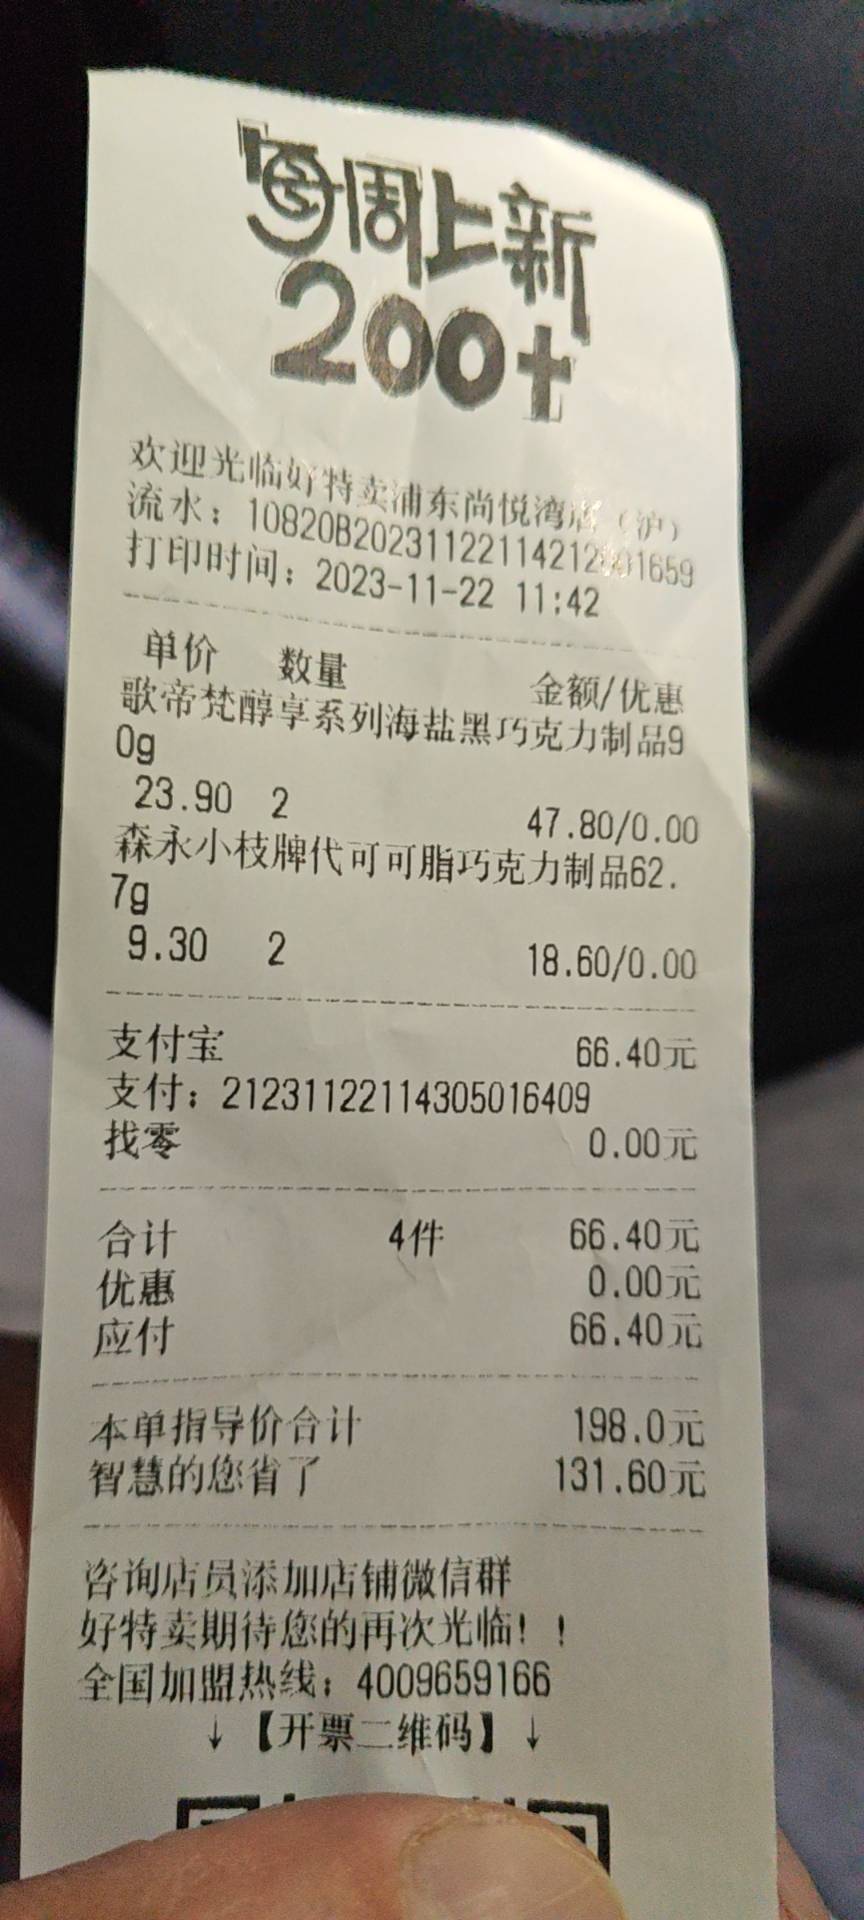 每周上新
200+
欢迎光临好特卖浦东尚悦湾店（沪）
流水：10820B20231122114212001659
打印时间：2023-11-22 11:42
单价 数量 金额/优惠
歌帝梵醇享系列海盐黑巧克力制品9
0g
23.90 2 47.80/0.00
森永小枝牌代可可脂巧克力制品62.
7g
9.30 2 18.60/0.00
支付宝 66.40元
支付：21231122114305016409
找零 0.00元
合计 4件 66.40元
优惠 0.00元
应付 66.40元
本单指导价合计 198.0元
智慧的您省了 131.60元
咨询店员添加店铺微信群
好特卖期待您的再次光临！！
全国加盟热线：4009659166
↓【开票二维码】↓